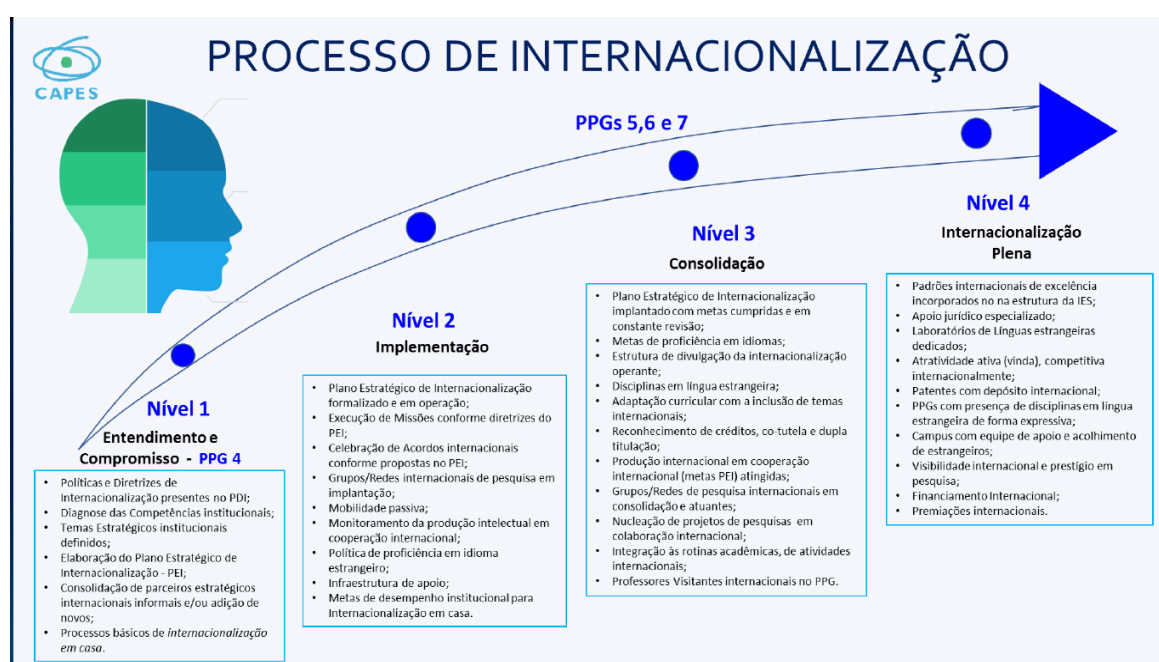 CAPES
PROCESSO DE INTERNACIONALIZAÇÃO
PPGs 5,6 e 7
Nível 1
Entendimento e
Compromisso - PPG 4
• Políticas e Diretrizes de
Internacionalização presentes no PDI;
• Diagnose das Competências institucionais;
• Temas Estratégicos institucionais
definidos;
• Elaboração do Plano Estratégico de
Internacionalização - PEI;
• Consolidação de parceiros estratégicos
internacionais informais e/ou adição de
novos;
• Processos básicos de internacionalização
em casa.
Nível 2
Implementação
• Plano Estratégico de Internacionalização
formalizado e em operação;
• Execução de Missões conforme diretrizes do
PEI;
• Celebração de Acordos internacionais
conforme propostas no PEI;
• Grupos/Redes internacionais de pesquisa em
implantação;
• Mobilidade passiva;
• Monitoramento da produção intelectual em
cooperação internacional;
• Política de proficiência em idioma
estrangeiro;
• Infraestrutura de apoio;
• Metas de desempenho institucional para
Internacionalização em casa.
Nível 3
Consolidação
• Plano Estratégico de Internacionalização
implantado com metas cumpridas e em
constante revisão;
• Metas de proficiência em idiomas;
• Estrutura de divulgação da internacionalização
operante;
• Disciplinas em língua estrangeira;
• Adaptação curricular com a inclusão de temas
internacionais;
• Reconhecimento de créditos, co-tutela e dupla
titulação;
• Produção internacional em cooperação
internacional (metas PEI) atingidas;
• Grupos/Redes de pesquisa internacionais em
consolidação e atuantes;
• Nucleação de projetos de pesquisas em
colaboração internacional;
• Integração às rotinas acadêmicas, de atividades
internacionais;
• Professores Visitantes internacionais no PPG.
Nível 4
Internacionalização
Plena
• Padrões internacionais de excelência
incorporados no na estrutura da IES;
• Apoio jurídico especializado;
• Laboratórios de Línguas estrangeiras
dedicados;
• Atratividade ativa (vinda), competitiva
internacionalmente;
• Patentes com depósito internacional;
• PPGs com presença de disciplinas em língua
estrangeira de forma expressiva;
• Campus com equipe de apoio e acolhimento
de estrangeiros;
• Visibilidade internacional e prestígio em
pesquisa;
• Financiamento Internacional;
• Premiações internacionais.